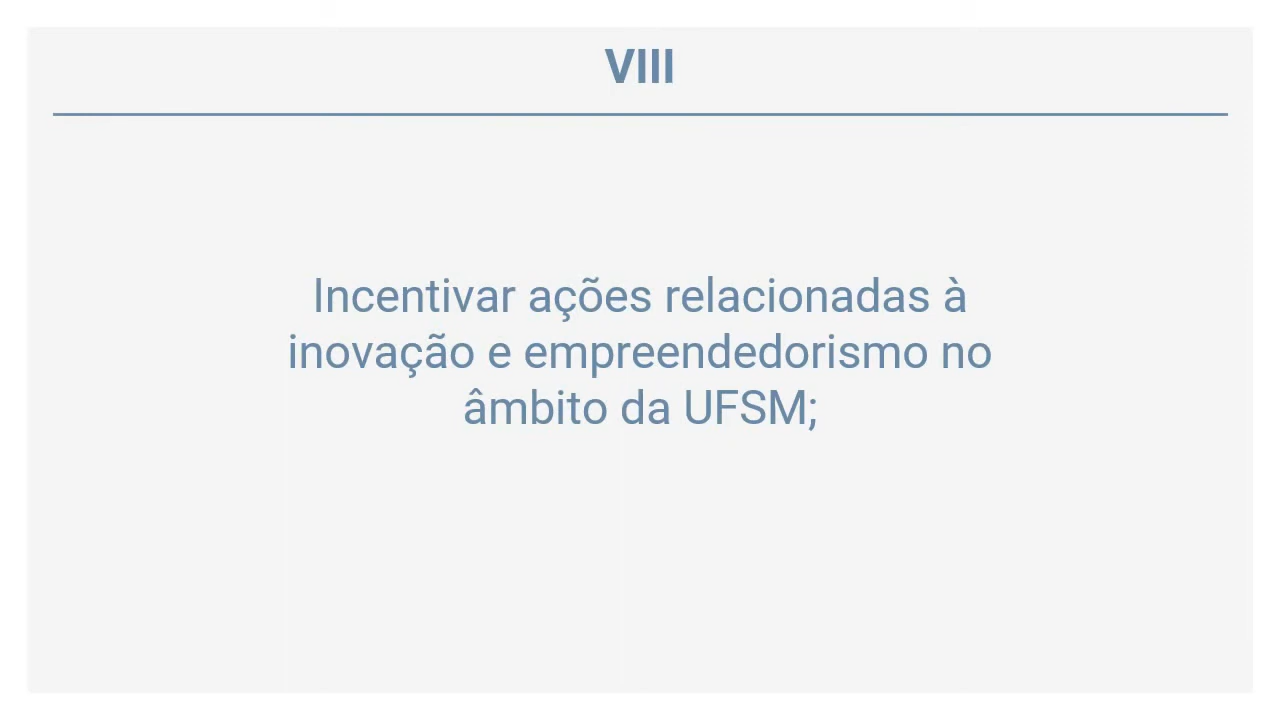 VIII
Incentivar ações relacionadas à
inovação e empreendedorismo no
âmbito da UFSM;